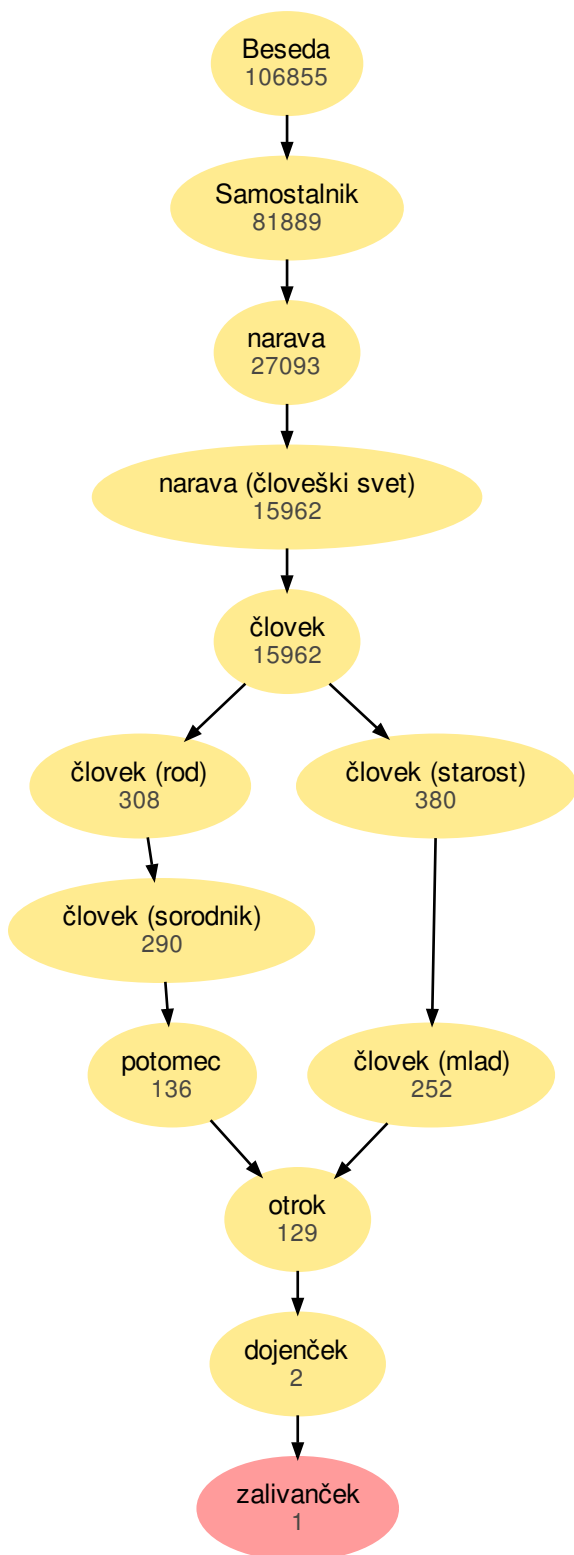 Beseda
106855
Samostalnik
81889
narava
27093
narava (človeški svet)
15962
človek
15962
človek (rod)
308
človek (starost)
380
človek (sorodnik)
290
potomec
136
človek (mlad)
252
otrok
129
dojenček
2
zalivanček
1